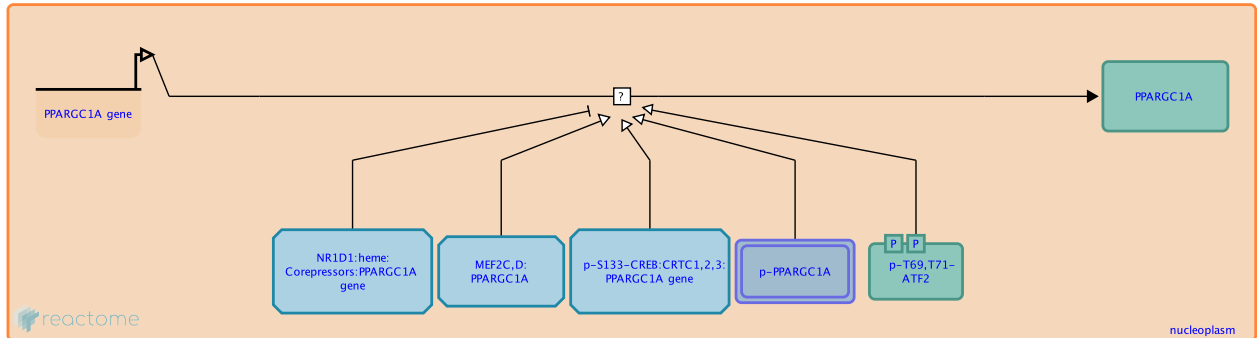 ?
PPARGC1A
PPARGC1A gene
NR1D1:heme:
Corepressors:PPARGC1A
gene
MEF2C,D:
PPARGC1A
p-S133-CREB:CRTC1,2,3:
PPARGC1A gene
p-PPARGC1A
P P
p-T69,T71-
ATF2
reactome
nucleoplasm